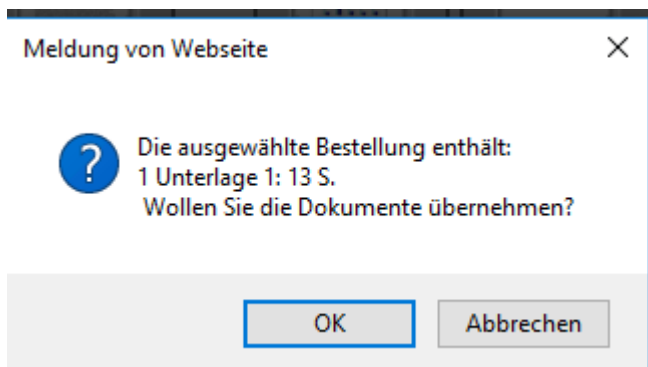 Meldung von Webseite
Die ausgewählte Bestellung enthält:
1 Unterlage 1: 13 S.
Wollen Sie die Dokumente übernehmen?
OK
Abbrechen